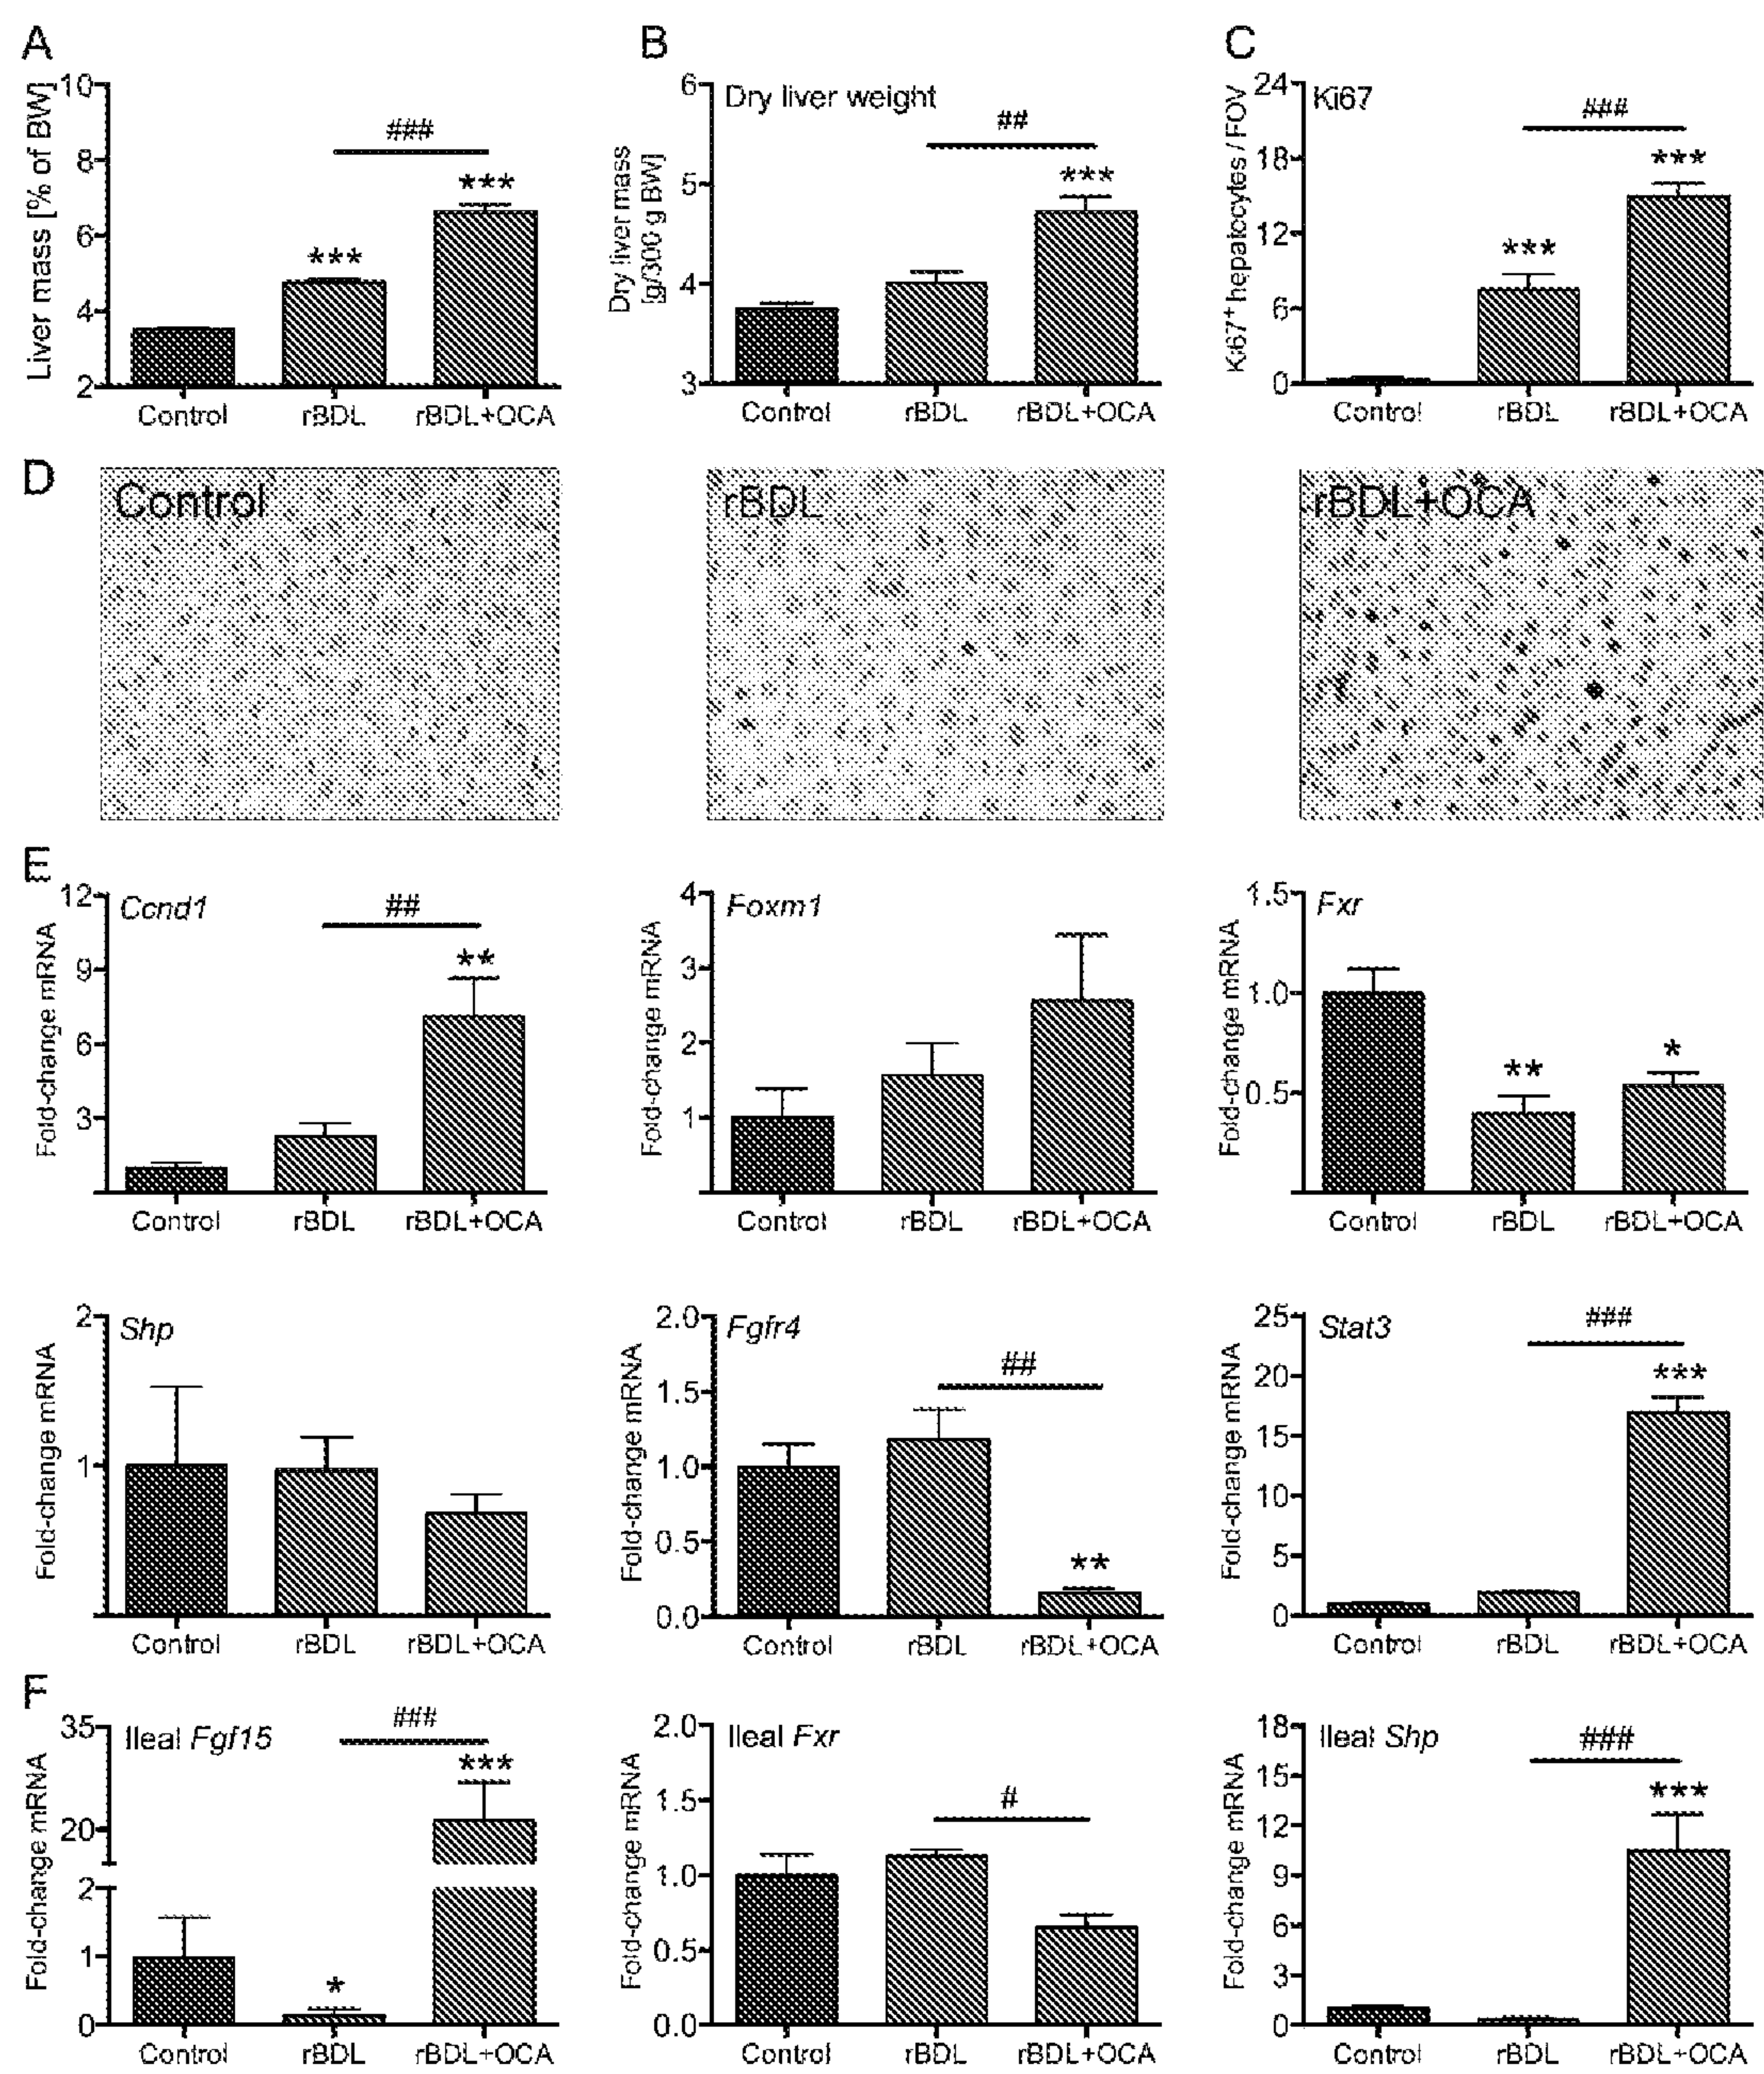 A
B
C
Liver mass [% of BW]
10
8
6
4
2
###
***
***
Control
rBDL
rBDL+OCA
Dry liver weight
Dry liver mass
[g/300 g BW]
6
5
4
3
##
***
Control
rBDL
rBDL+OCA
Ki67
Ki67+ hepatocytes / FOV
24
18
12
6
0
###
***
***
Control
rBDL
rBDL+OCA
D
Control
rBDL
rBDL+OCA
E
Ccnd1
Fold-change mRNA
12
9
6
3
##
**
Control
rBDL
rBDL+OCA
Foxm1
Fold-change mRNA
4
3
2
1
Control
rBDL
rBDL+OCA
Fxr
Fold-change mRNA
1.5
1.0
0.5
**
*
Control
rBDL
rBDL+OCA
Shp
Fold-change mRNA
2
1
Control
rBDL
rBDL+OCA
Fgfr4
Fold-change mRNA
2.0
1.5
1.0
0.5
0.0
##
**
Control
rBDL
rBDL+OCA
Stat3
Fold-change mRNA
25
20
15
10
5
0
###
***
Control
rBDL
rBDL+OCA
F
Ileal Fgf15
Fold-change mRNA
35
20
2
1
0
###
***
*
Control
rBDL
rBDL+OCA
Ileal Fxr
Fold-change mRNA
2.0
1.5
1.0
0.5
0.0
#
Control
rBDL
rBDL+OCA
Ileal Shp
Fold-change mRNA
18
15
12
9
6
3
0
###
***
Control
rBDL
rBDL+OCA